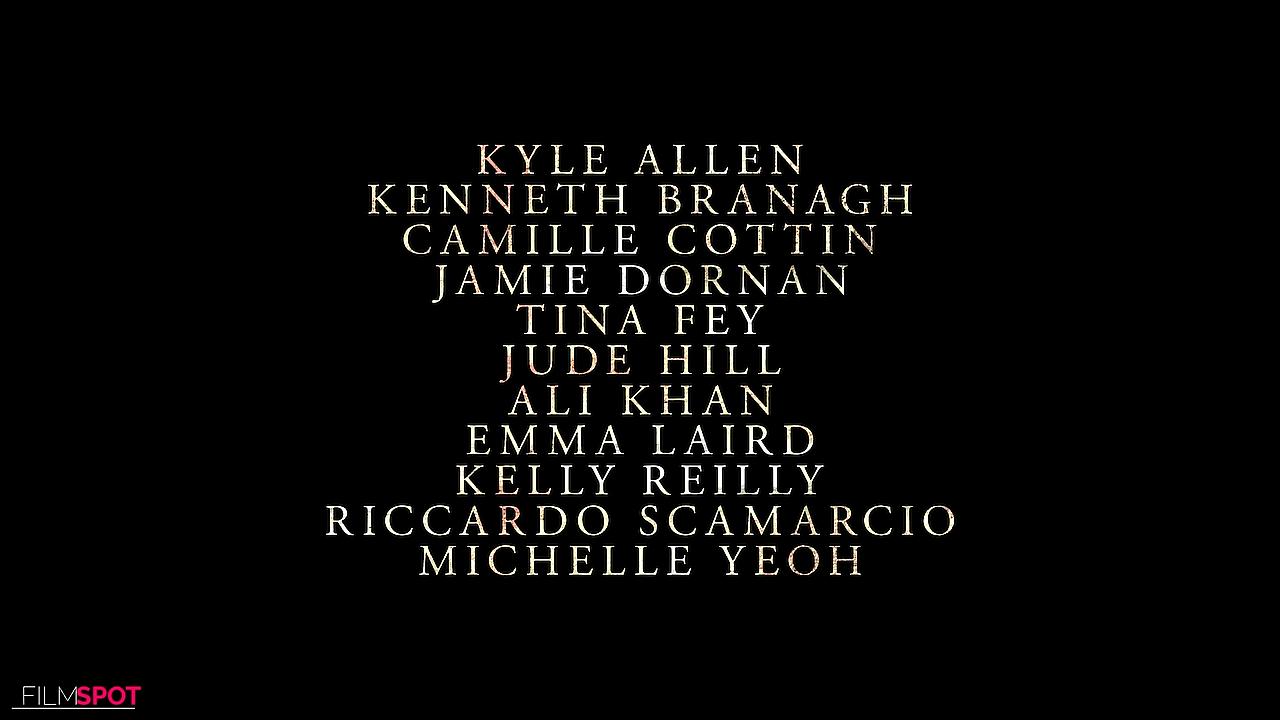 KYLE ALLEN
KENNETH BRANAGH
CAMILLE COTTIN
JAMIE DORNAN
TINA FEY
JUDE HILL
ALI KHAN
EMMA LAIRD
KELLY REILLY
RICCARDO SCAMARCIO
MICHELLE YEOH
FILMSPOT